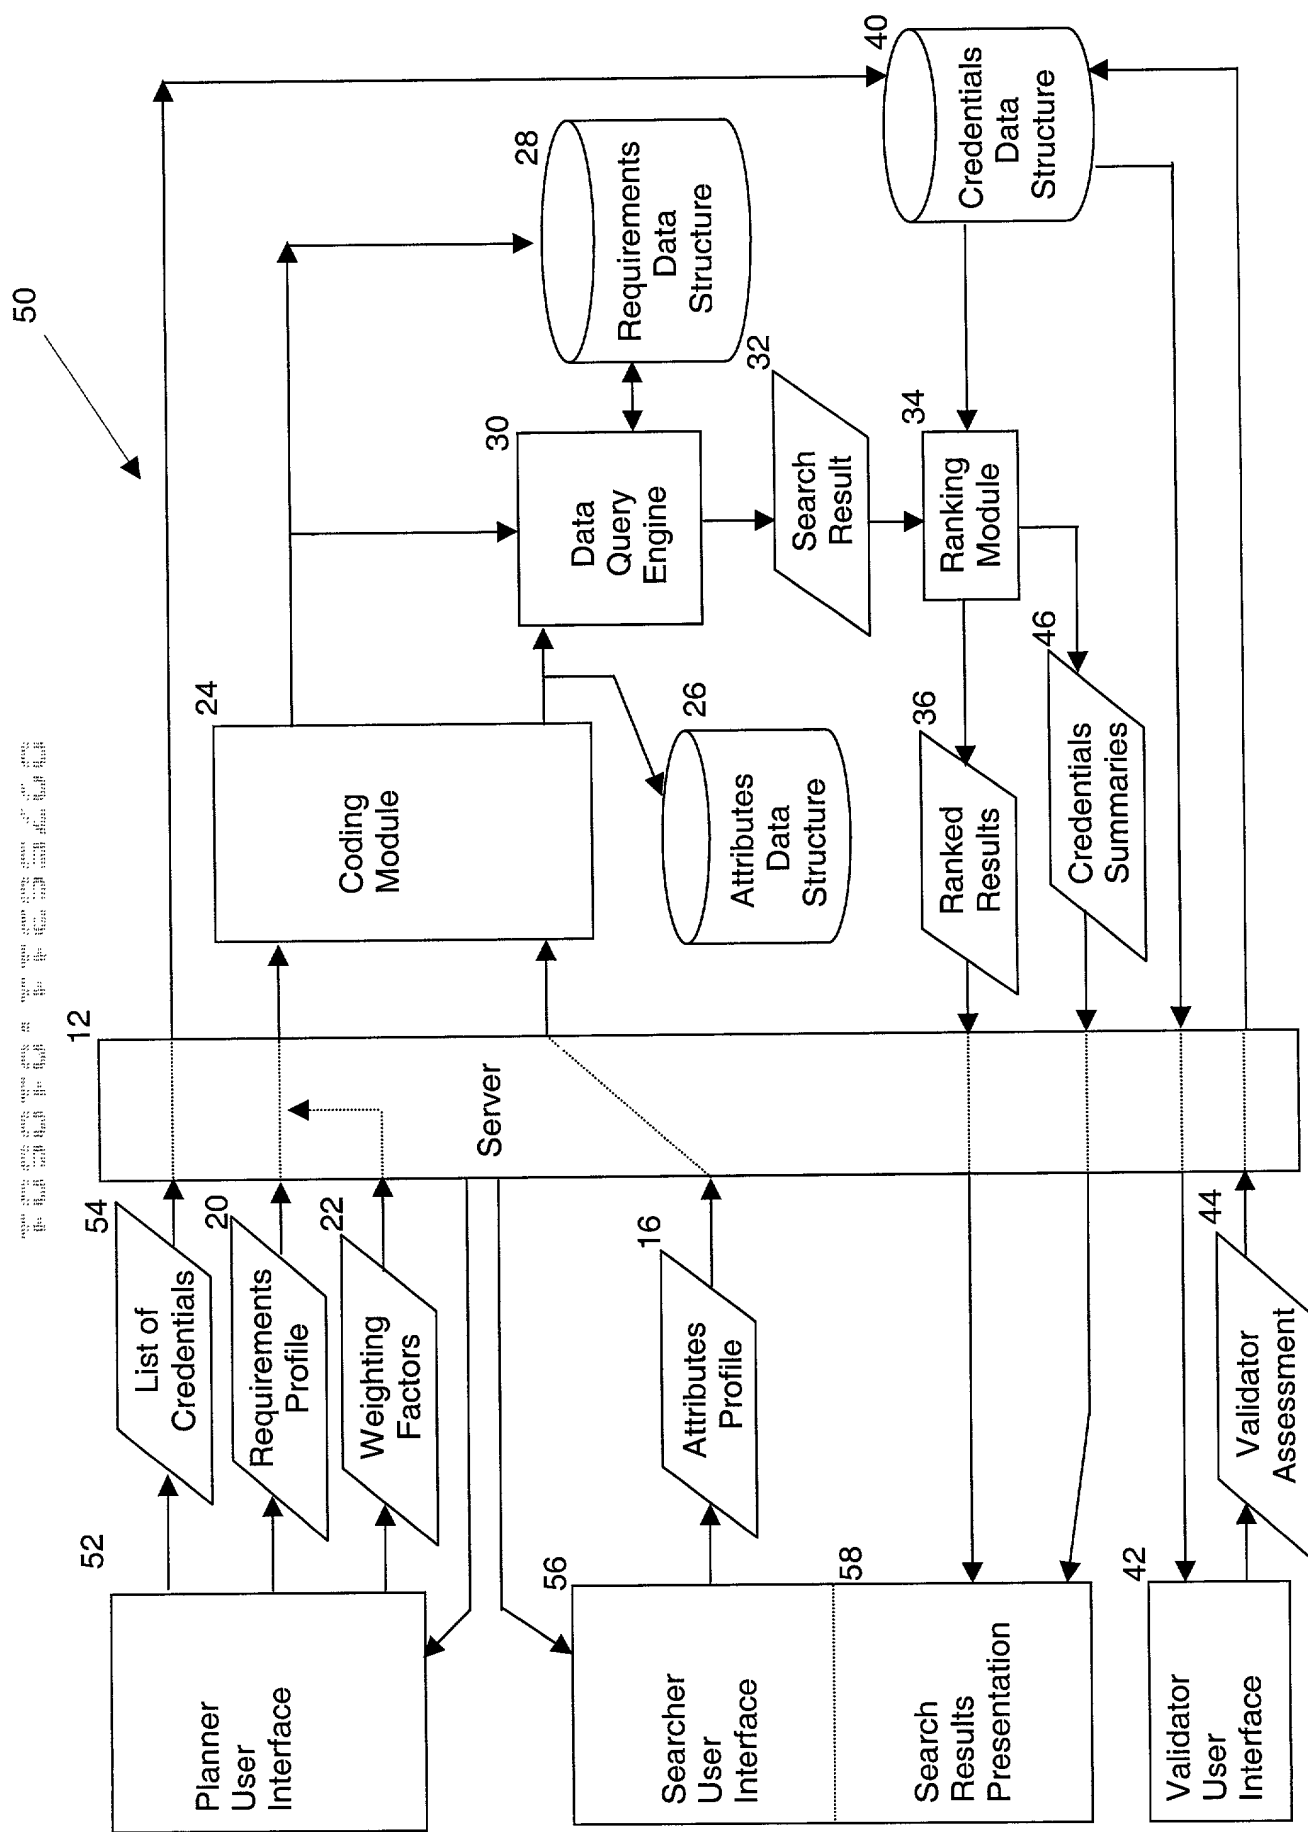 50
Planner
User
Interface
52
List of
Credentials
54
Requirements
Profile
20
Weighting
Factors
22
Server
12
Coding
Module
24
Data
Query
Engine
30
Requirements
Data
Structure
28
Credentials
Data
Structure
40
Attributes
Data
Structure
26
Search
Result
32
Ranking
Module
34
Ranked
Results
36
Credentials
Summaries
46
Searcher
User
Interface
56
Attributes
Profile
16
Search
Results
Presentation
58
Validator
User
Interface
42
Validator
Assessment
44